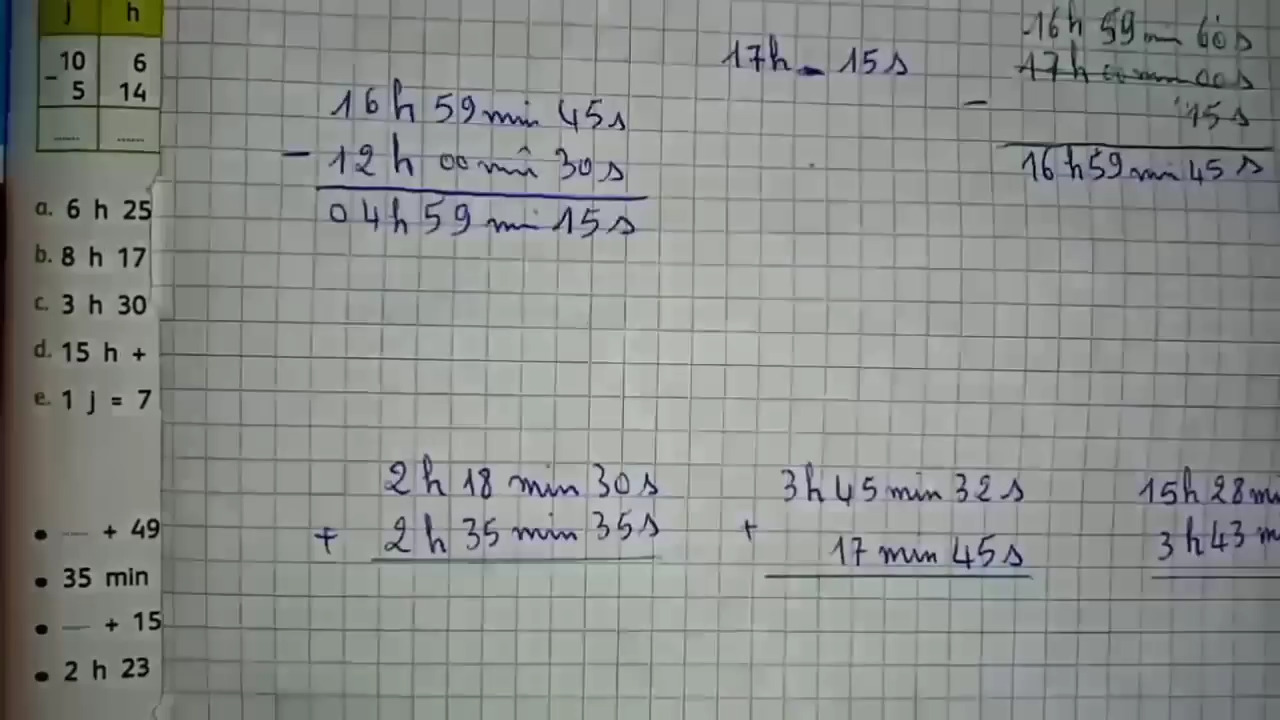 j h
10 6
- 5 14
..... .....
a. 6 h 25
b. 8 h 17
c. 3 h 30
d. 15 h +
e. 1 j = 7
• ..... + 49
• 35 min
• ..... + 15
• 2 h 23
16 h 59 min 45 s
- 12 h 00 min 30 s
04 h 59 min 15 s
17h - 15 s
16 h 59 min 60 s
17 h 00 min 00 s
- 15 s
16 h 59 min 45 s
2 h 18 min 30 s
+ 2 h 35 min 35 s
3 h 45 min 32 s
+ 17 min 45 s
15 h 28 mi
3 h 43 m